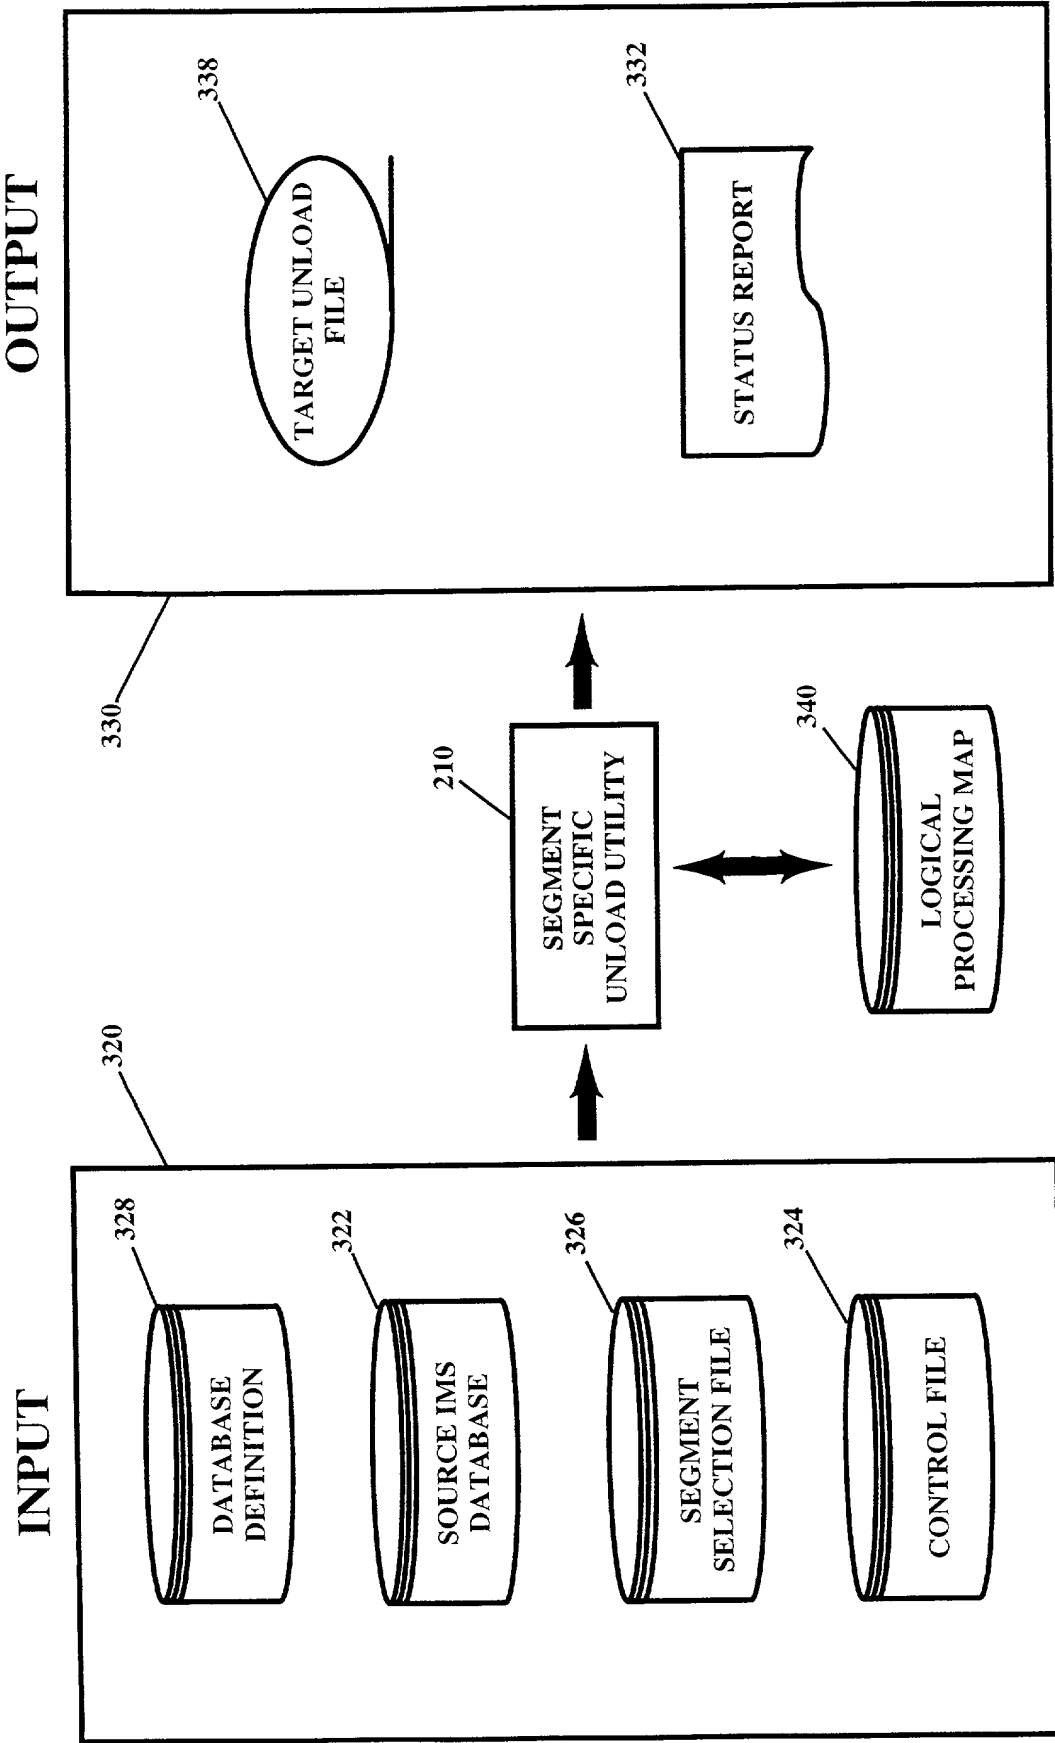 INPUT
320
328
DATABASE
DEFINITION
322
SOURCE IMS
DATABASE
326
SEGMENT
SELECTION FILE
324
CONTROL FILE
210
SEGMENT
SPECIFIC
UNLOAD UTILITY
340
LOGICAL
PROCESSING MAP
OUTPUT
330
338
TARGET UNLOAD
FILE
332
STATUS REPORT